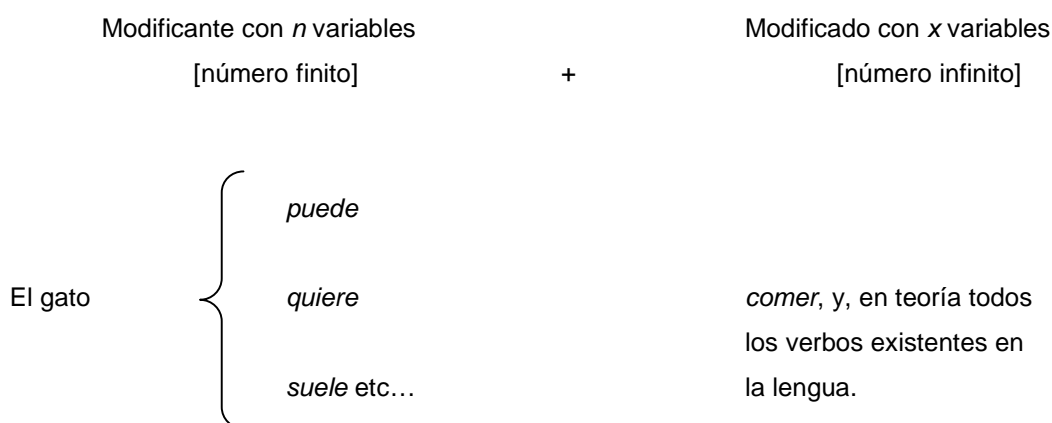 Modificante con n variables Modificado con x variables
[número finito] + [número infinito]
puede
El gato quiere comer, y, en teoría todos
los verbos existentes en
suele etc… la lengua.